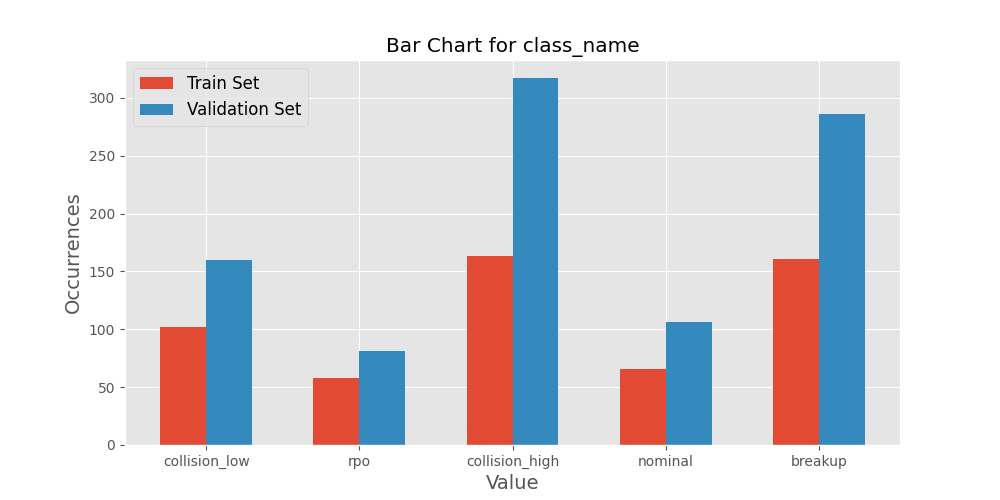 Bar Chart for class_name
Train Set
Validation Set
Occurrences
300
250
200
150
100
50
0
collision_low
rpo
collision_high
nominal
breakup
Value